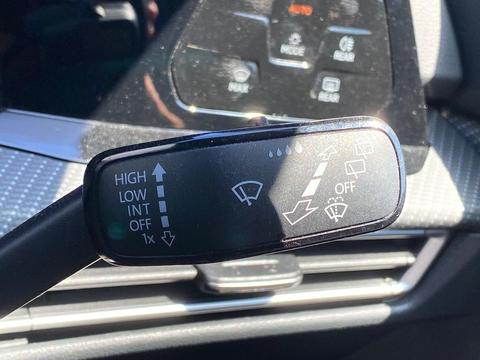 AUTO
MODE
REAR
MAX
REAR
HIGH
LOW
INT
OFF
1x
OFF